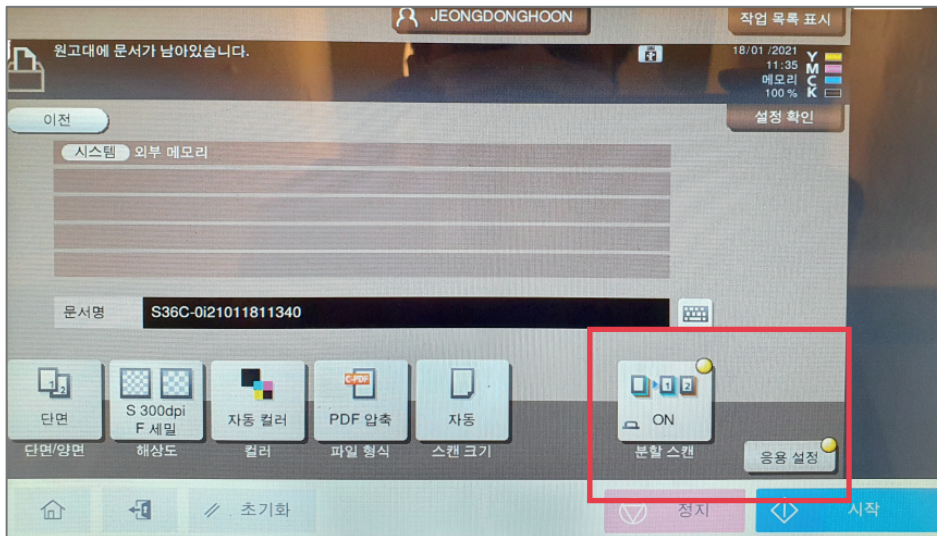 JEONGDONGHOON
작업 목록 표시
원고대에 문서가 남아있습니다.
18/01 /2021
11:35
메모리
100 %
Y
M
C
K
이전
설정 확인
시스템 외부 메모리
문서명 S36C-0i21011811340
1 2
단면
S 300dpi
F 세밀
자동 컬러
C-PDF
PDF 압축
자동
1 2
ON
단면/양면
해상도
컬러
파일 형식
스캔 크기
분할 스캔
응용 설정
초기화
정지
시작